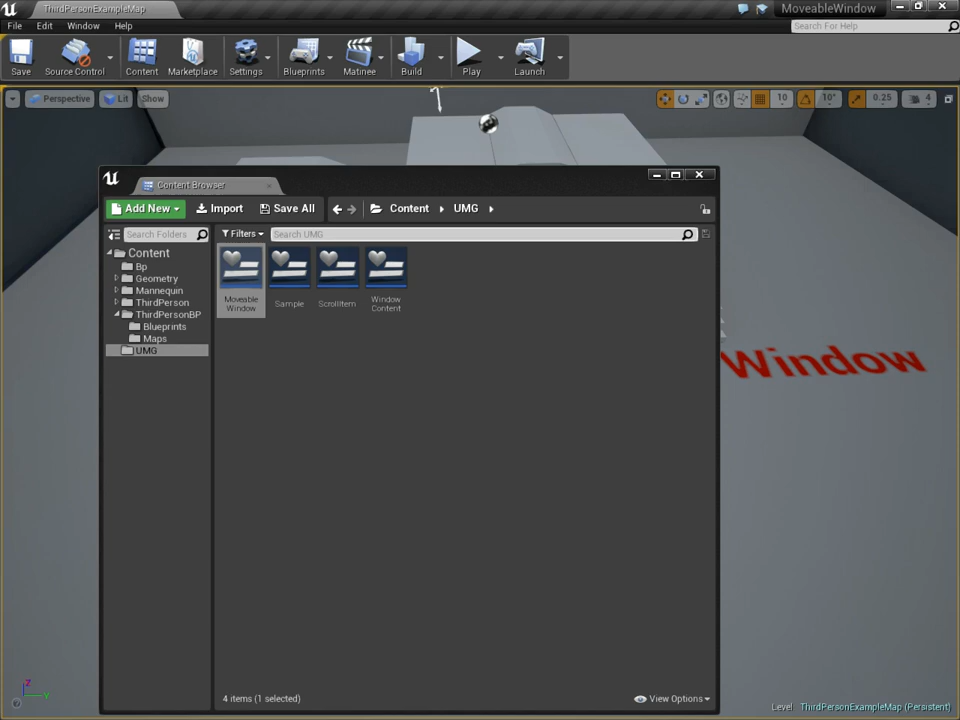 ThirdPersonExampleMap
MoveableWindow
File Edit Window Help
Search For Help
Save Source Control Content Marketplace Settings Blueprints Matinee Build Play Launch
Perspective Lit Show
10 10° 0.25 4
Content Browser
Add New Import Save All Content UMG
Search Folders Filters Search UMG
Content
Bp
Geometry
Mannequin
ThirdPerson
ThirdPersonBP
Blueprints
Maps
UMG
Moveable
Window
Sample
ScrollItem
Window
Content
Window
4 items (1 selected)
View Options
Z
Y
Level ThirdPersonExampleMap (Persistent)